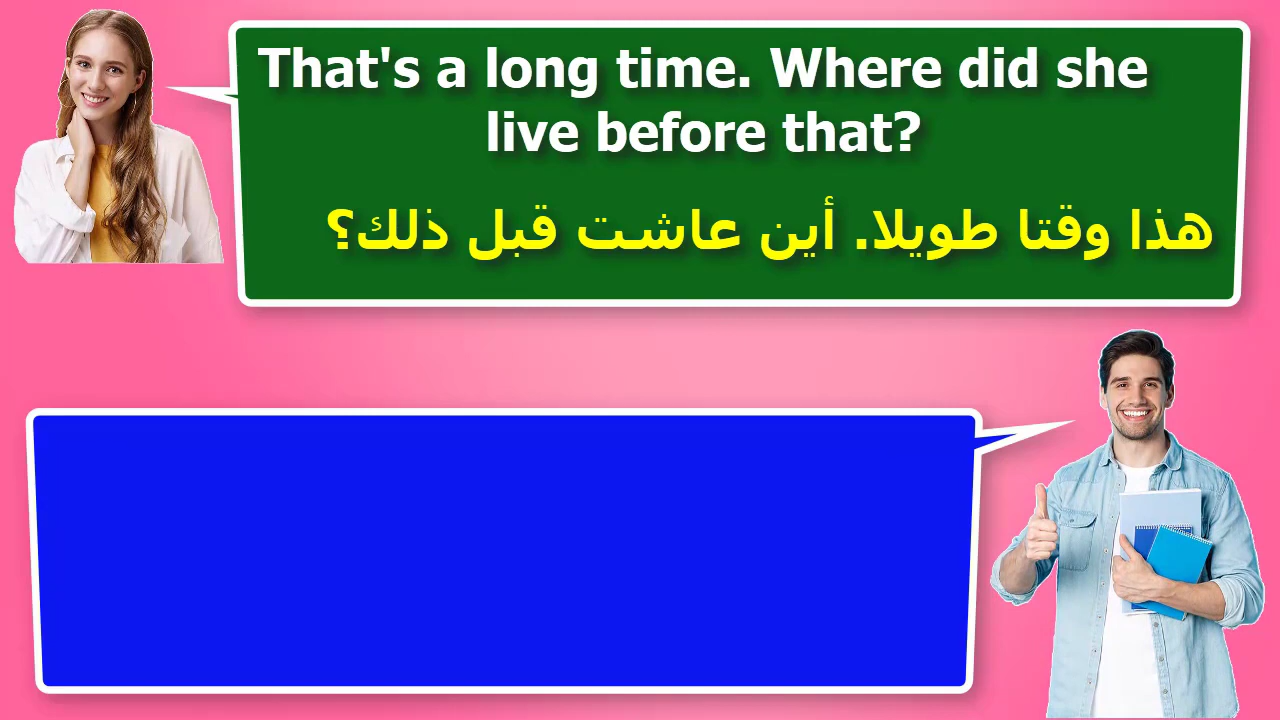 That's a long time. Where did she
live before that?
هذا وقتا طويلا. أين عاشت قبل ذلك؟